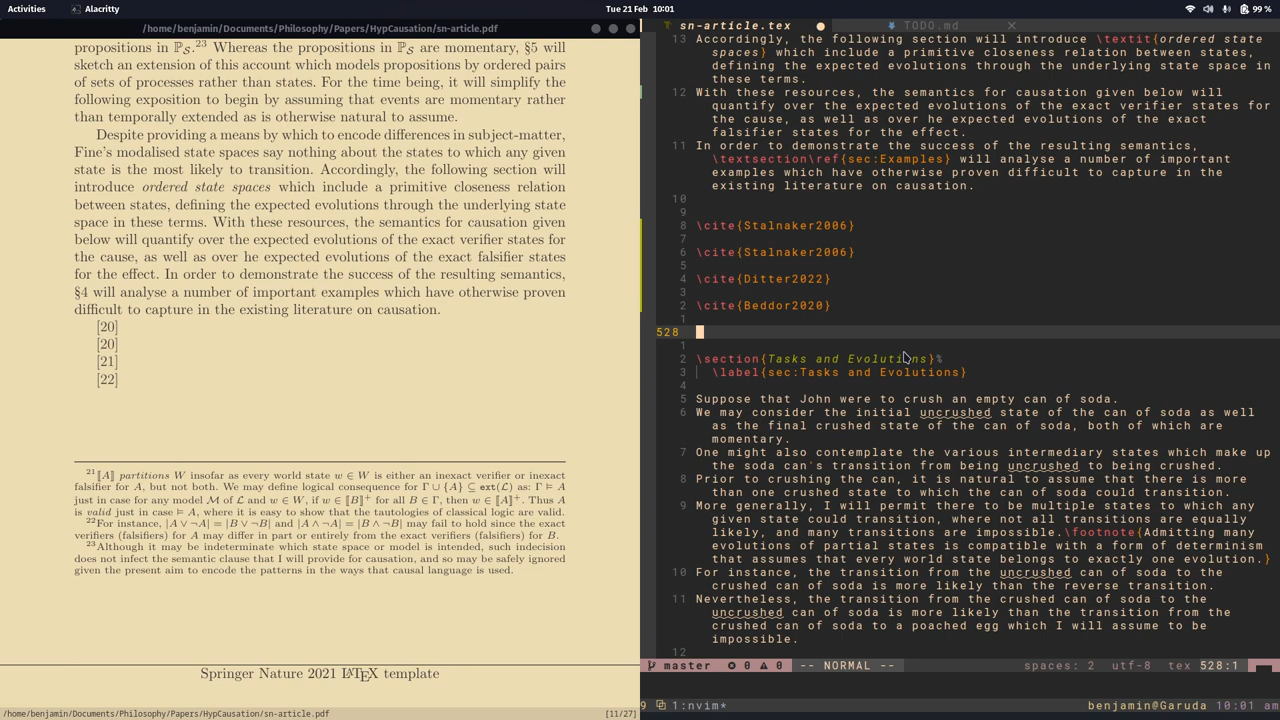 Activities Alacritty Tue 21 Feb 10:01 99 %
/home/benjamin/Documents/Philosophy/Papers/HypCausation/sn-article.pdf
propositions in ℙ𝒮.²³ Whereas the propositions in ℙ𝒮 are momentary, §5 will
sketch an extension of this account which models propositions by ordered pairs
of sets of processes rather than states. For the time being, it will simplify the
following exposition to begin by assuming that events are momentary rather
than temporally extended as is otherwise natural to assume.
Despite providing a means by which to encode differences in subject-matter,
Fine's modalised state spaces say nothing about the states to which any given
state is the most likely to transition. Accordingly, the following section will
introduce ordered state spaces which include a primitive closeness relation
between states, defining the expected evolutions through the underlying state
space in these terms. With these resources, the semantics for causation given
below will quantify over the expected evolutions of the exact verifier states for
the cause, as well as over he expected evolutions of the exact falsifier states
for the effect. In order to demonstrate the success of the resulting semantics,
§4 will analyse a number of important examples which have otherwise proven
difficult to capture in the existing literature on causation.
[20]
[20]
[21]
[22]
²¹⟦A⟧ partitions W insofar as every world state w ∈ W is either an inexact verifier or inexact
falsifier for A, but not both. We may define logical consequence for Γ ∪ {A} ⊆ ext(ℒ) as: Γ ⊨ A
just in case for any model ℳ of ℒ and w ∈ W, if w ∈ ⟦B⟧⁺ for all B ∈ Γ, then w ∈ ⟦A⟧⁺. Thus A
is valid just in case ⊨ A, where it is easy to show that the tautologies of classical logic are valid.
²²For instance, |A ∨ ¬A| = |B ∨ ¬B| and |A ∧ ¬A| = |B ∧ ¬B| may fail to hold since the exact
verifiers (falsifiers) for A may differ in part or entirely from the exact verifiers (falsifiers) for B.
²³Although it may be indeterminate which state space or model is intended, such indecision
does not infect the semantic clause that I will provide for causation, and so may be safely ignored
given the present aim to encode the patterns in the ways that causal language is used.
Springer Nature 2021 LATEX template
/home/benjamin/Documents/Philosophy/Papers/HypCausation/sn-article.pdf [11/27]
sn-article.tex TODO.md
13 Accordingly, the following section will introduce \textit{ordered state
spaces} which include a primitive closeness relation between states,
defining the expected evolutions through the underlying state space in
these terms.
12 With these resources, the semantics for causation given below will
quantify over the expected evolutions of the exact verifier states for
the cause, as well as over he expected evolutions of the exact
falsifier states for the effect.
11 In order to demonstrate the success of the resulting semantics,
\textsection\ref{sec:Examples} will analyse a number of important
examples which have otherwise proven difficult to capture in the
existing literature on causation.
10
9
8 \cite{Stalnaker2006}
7
6 \cite{Stalnaker2006}
5
4 \cite{Ditter2022}
3
2 \cite{Beddor2020}
1
528
1
2 \section{Tasks and Evolutions}%
3 \label{sec:Tasks and Evolutions}
4
5 Suppose that John were to crush an empty can of soda.
6 We may consider the initial uncrushed state of the can of soda as well
as the final crushed state of the can of soda, both of which are
momentary.
7 One might also contemplate the various intermediary states which make up
the soda can's transition from being uncrushed to being crushed.
8 Prior to crushing the can, it is natural to assume that there is more
than one crushed state to which the can of soda could transition.
9 More generally, I will permit there to be multiple states to which any
given state could transition, where not all transitions are equally
likely, and many transitions are impossible.\footnote{Admitting many
evolutions of partial states is compatible with a form of determinism
that assumes that every world state belongs to exactly one evolution.}
10 For instance, the transition from the uncrushed can of soda to the
crushed can of soda is more likely than the reverse transition.
11 Nevertheless, the transition from the crushed can of soda to the
uncrushed can of soda is more likely than the transition from the
crushed can of soda to a poached egg which I will assume to be
impossible.
12
master 0 0 -- NORMAL -- spaces: 2 utf-8 tex 528:1
9 1:nvim* benjamin@Garuda 10:01 am